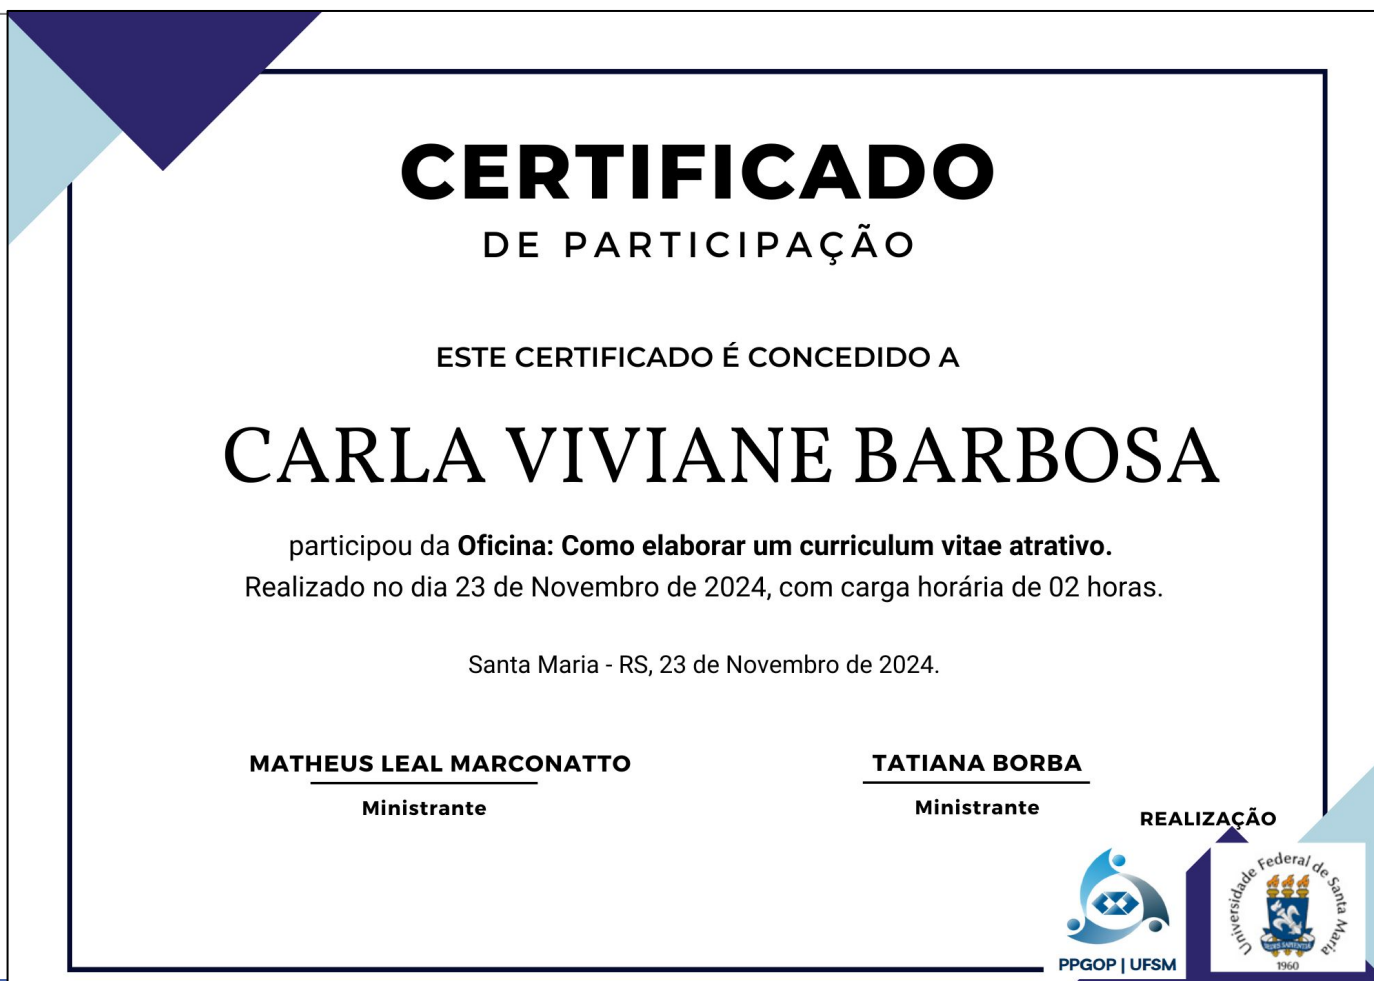 CERTIFICADO
DE PARTICIPAÇÃO
ESTE CERTIFICADO É CONCEDIDO A
CARLA VIVIANE BARBOSA
participou da Oficina: Como elaborar um curriculum vitae atrativo.
Realizado no dia 23 de Novembro de 2024, com carga horária de 02 horas.
Santa Maria - RS, 23 de Novembro de 2024.
MATHEUS LEAL MARCONATTO
Ministrante
TATIANA BORBA
Ministrante
REALIZAÇÃO
PPGOP | UFSM
Universidade Federal de Santa Maria
SEDES SAPIENTIAE
1960